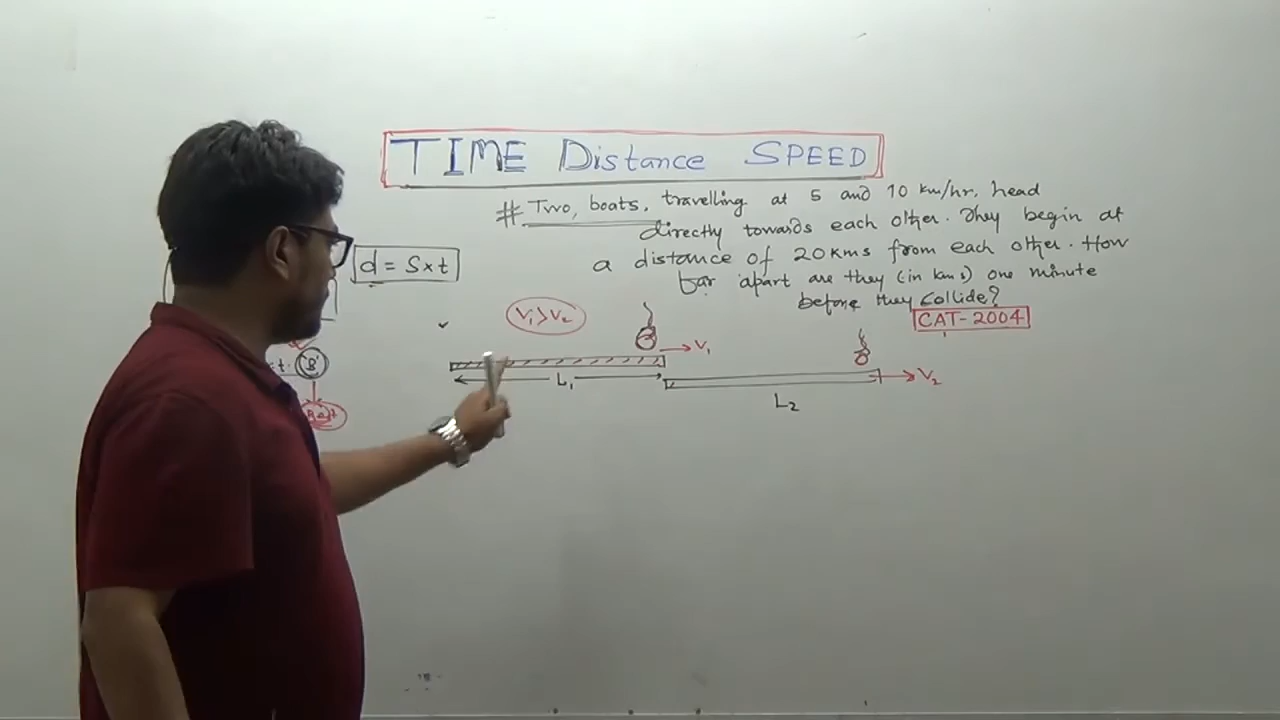 TIME Distance SPEED
# Two, boats, travelling at 5 and 10 km/hr, head
directly towards each other. They begin at
a distance of 20 kms from each other. How
far apart are they (in kms) one minute
before they collide?
CAT-2004
d = S×t
V₁ > V₂
V₁
L₁
V₂
L₂
t. 'B'